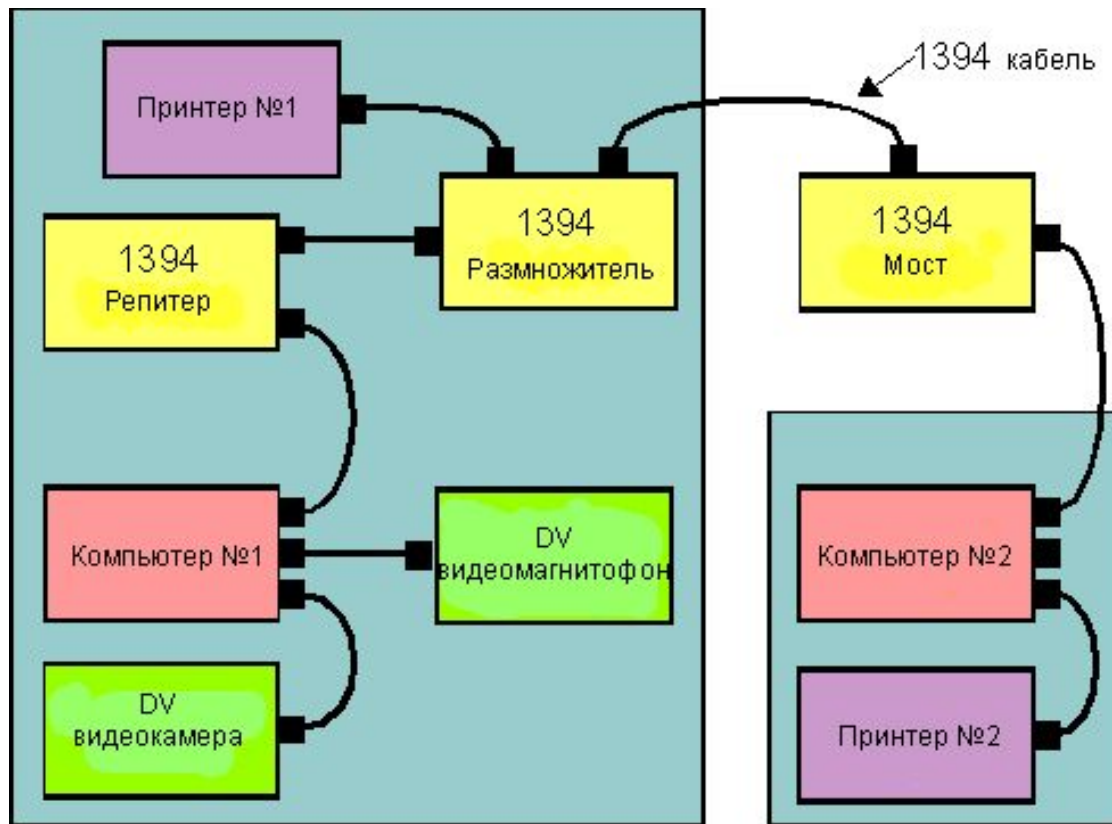 1394 кабель
Принтер №1
1394
Размножитель
1394
Мост
1394
Репитер
Компьютер №1
DV
видеомагнитофон
Компьютер №2
DV
видеокамера
Принтер №2